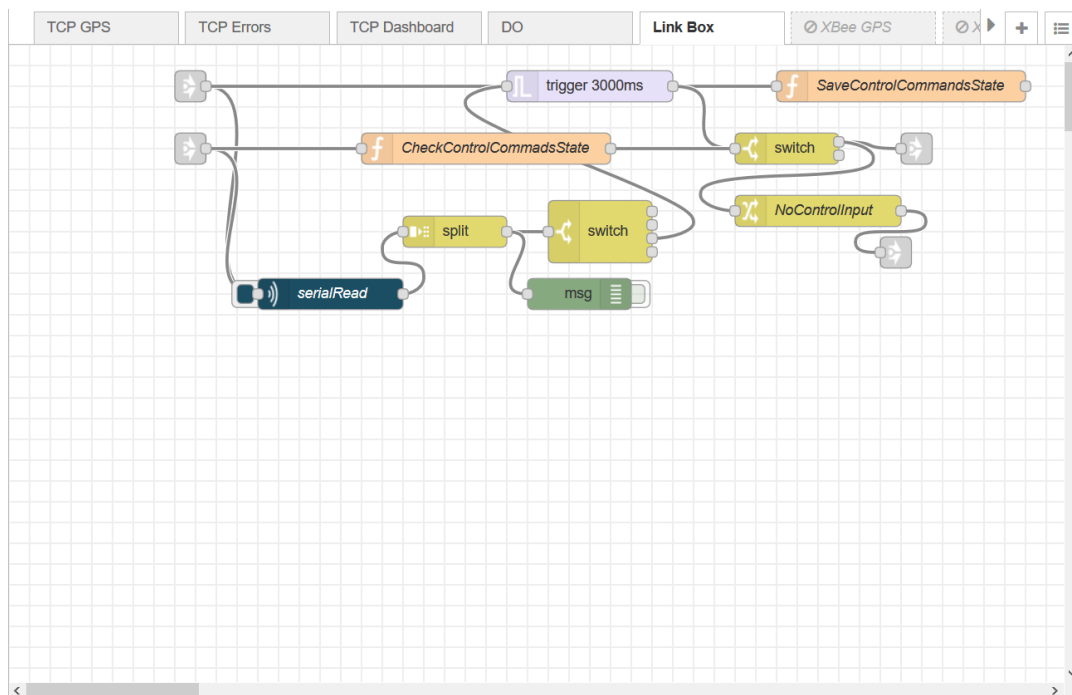 TCP GPS
TCP Errors
TCP Dashboard
DO
Link Box
XBee GPS
X
trigger 3000ms
SaveControlCommandsState
CheckControlCommadsState
switch
NoControlInput
split
switch
serialRead
msg